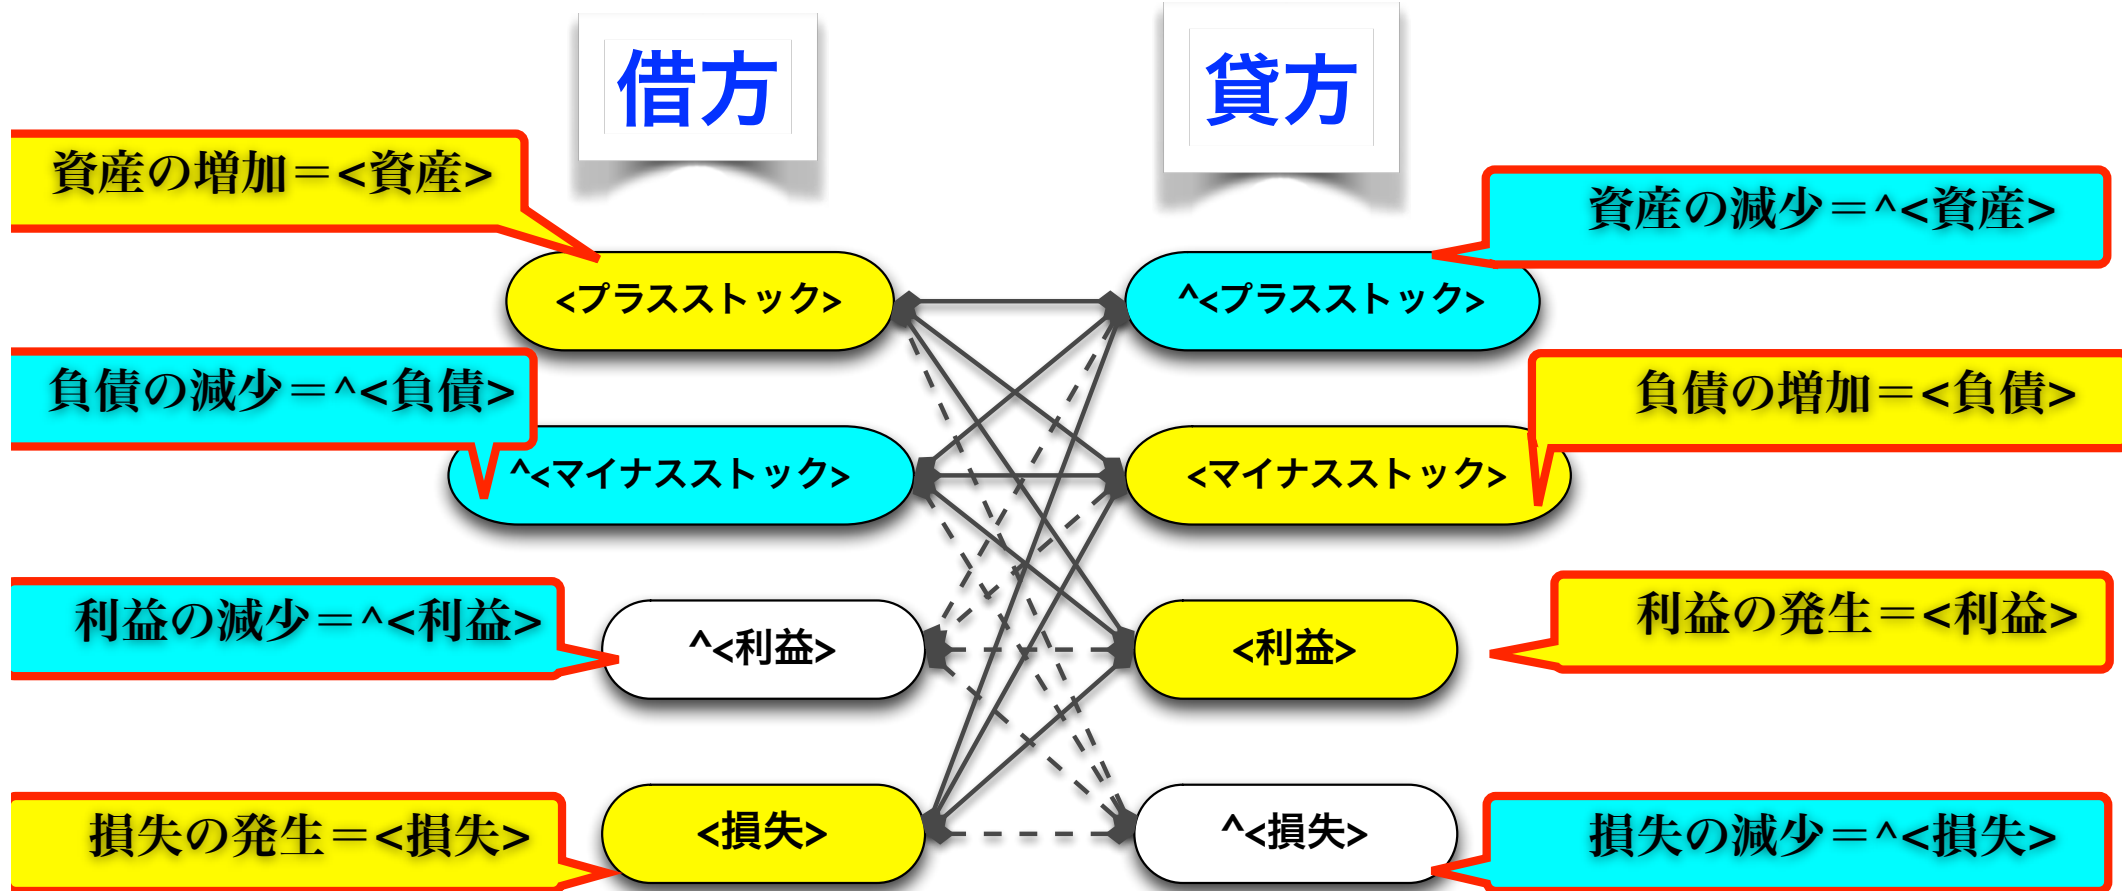 借方
貸方
資産の増加＝<資産>
資産の減少＝^<資産>
<プラスストック>
^<プラスストック>
負債の減少＝^<負債>
負債の増加＝<負債>
^<マイナスストック>
<マイナスストック>
利益の減少＝^<利益>
利益の発生＝<利益>
^<利益>
<利益>
損失の発生＝<損失>
損失の減少＝^<損失>
<損失>
^<損失>